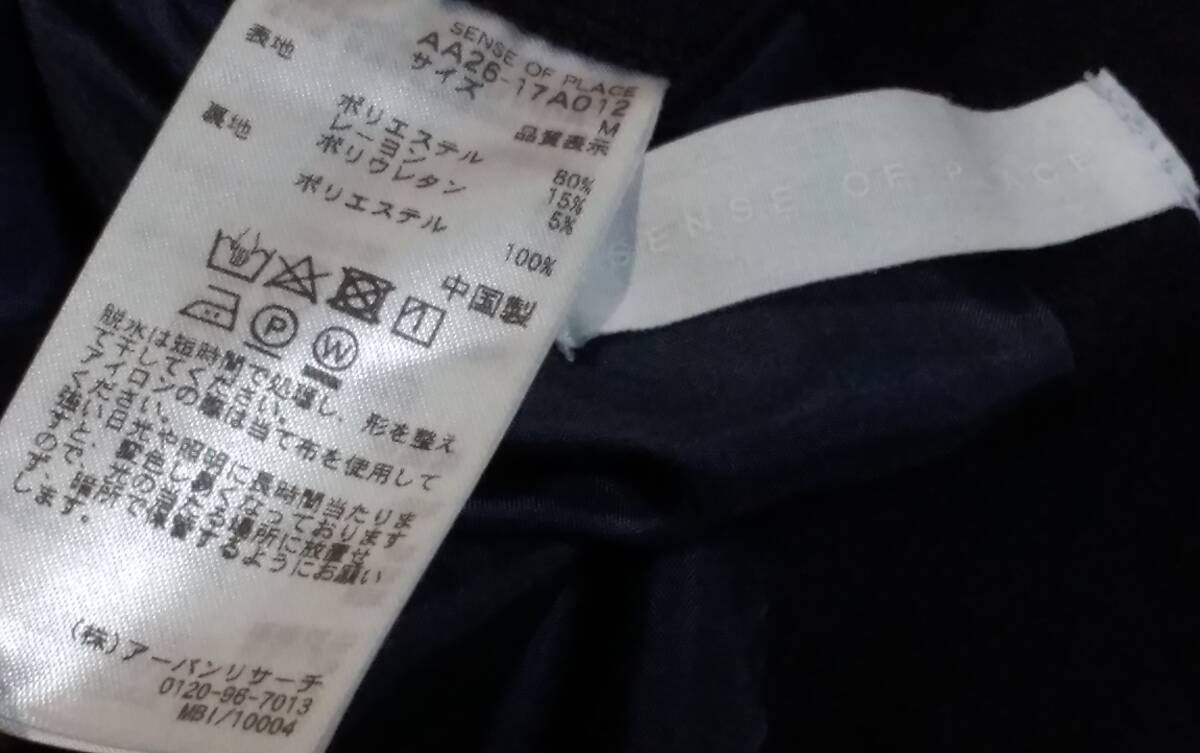 SENSE OF PLACE
AA26-17A012
サイズ M
品質表示
表地
ポリエステル 80%
レーヨン 15%
ポリウレタン 5%
裏地
ポリエステル 100%
中国製
P
W
脱水は短時間で処理し、形を整え
て干してください。
アイロンの際は当て布を使用して
ください。
強い日光や照明に長時間当たりま
すと、変色し易くなっております
ので、光の当たる場所に放置せ
ず、暗所で保管するようにお願い
します。
(株)アーバンリサーチ
0120-96-7013
MBI/10004
SENSE OF PLACE